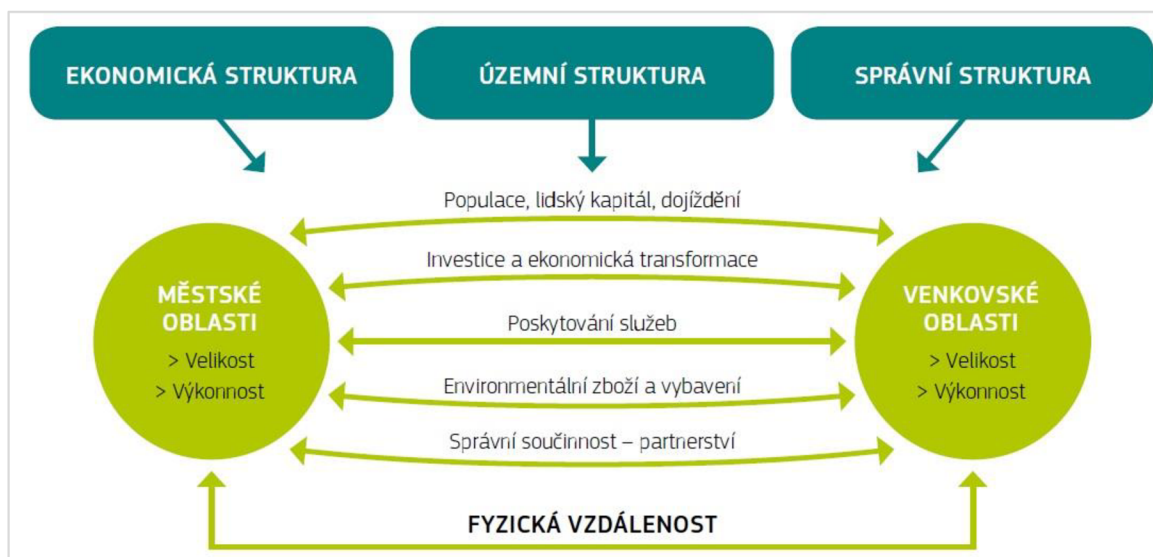 EKONOMICKÁ STRUKTURA
ÚZEMNÍ STRUKTURA
SPRÁVNÍ STRUKTURA
Populace, lidský kapitál, dojíždění
Investice a ekonomická transformace
Poskytování služeb
Environmentální zboží a vybavení
Správní součinnost – partnerství
MĚSTSKÉ
OBLASTI
> Velikost
> Výkonnost
VENKOVSKÉ
OBLASTI
> Velikost
> Výkonnost
FYZICKÁ VZDÁLENOST